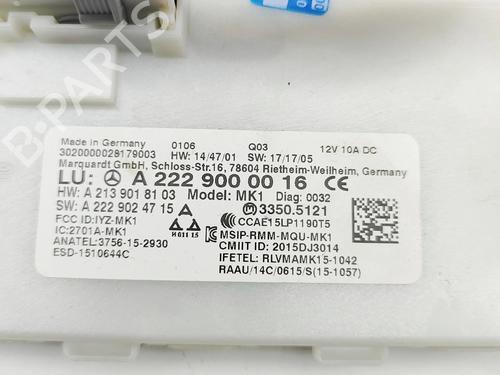 B-PARTS
Made in Germany 0106 Q03 12V 10A DC
3020000028179003 HW: 14/47/01 SW: 17/17/05
Marquardt GmbH, Schloss-Str.16, 78604 Rietheim-Weilheim, Germany
LU: A 222 900 00 16 CE
HW: A 213 901 81 03 Model: MK1 Diag: 0032
SW: A 222 902 47 15 3350.5121
FCC ID:IYZ-MK1 CCAE15LP1190T5
IC:2701A-MK1 MSIP-RMM-MQU-MK1
ANATEL:3756-15-2930 CMIIT ID: 2015DJ3014
ESD-1510644C IFETEL: RLVMAMK15-1042
RAAU/14C/0615/S(15-1057)